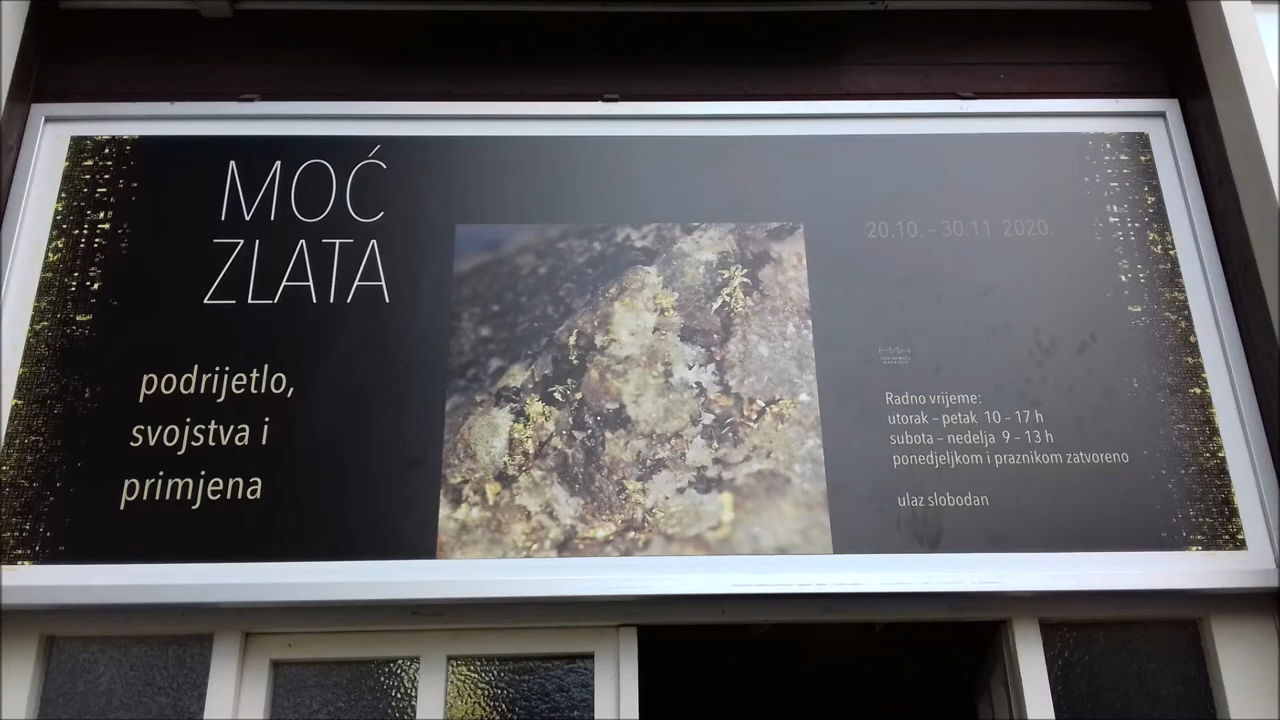 MOĆ
ZLATA
podrijetlo,
svojstva i
primjena
20.10. – 30.11. 2020.
Radno vrijeme:
utorak – petak 10 – 17 h
subota – nedelja 9 – 13 h
ponedjeljkom i praznikom zatvoreno
ulaz slobodan